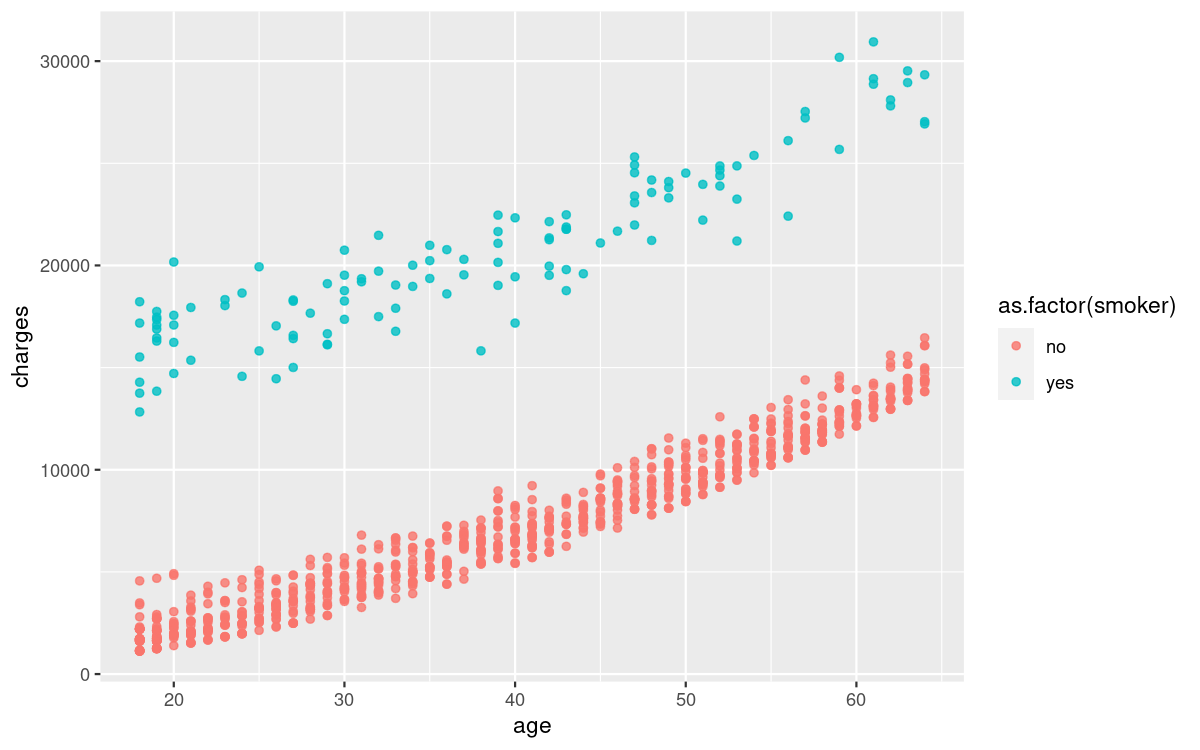 30000
20000
10000
0
charges
20 30 40 50 60
age
as.factor(smoker)
no
yes